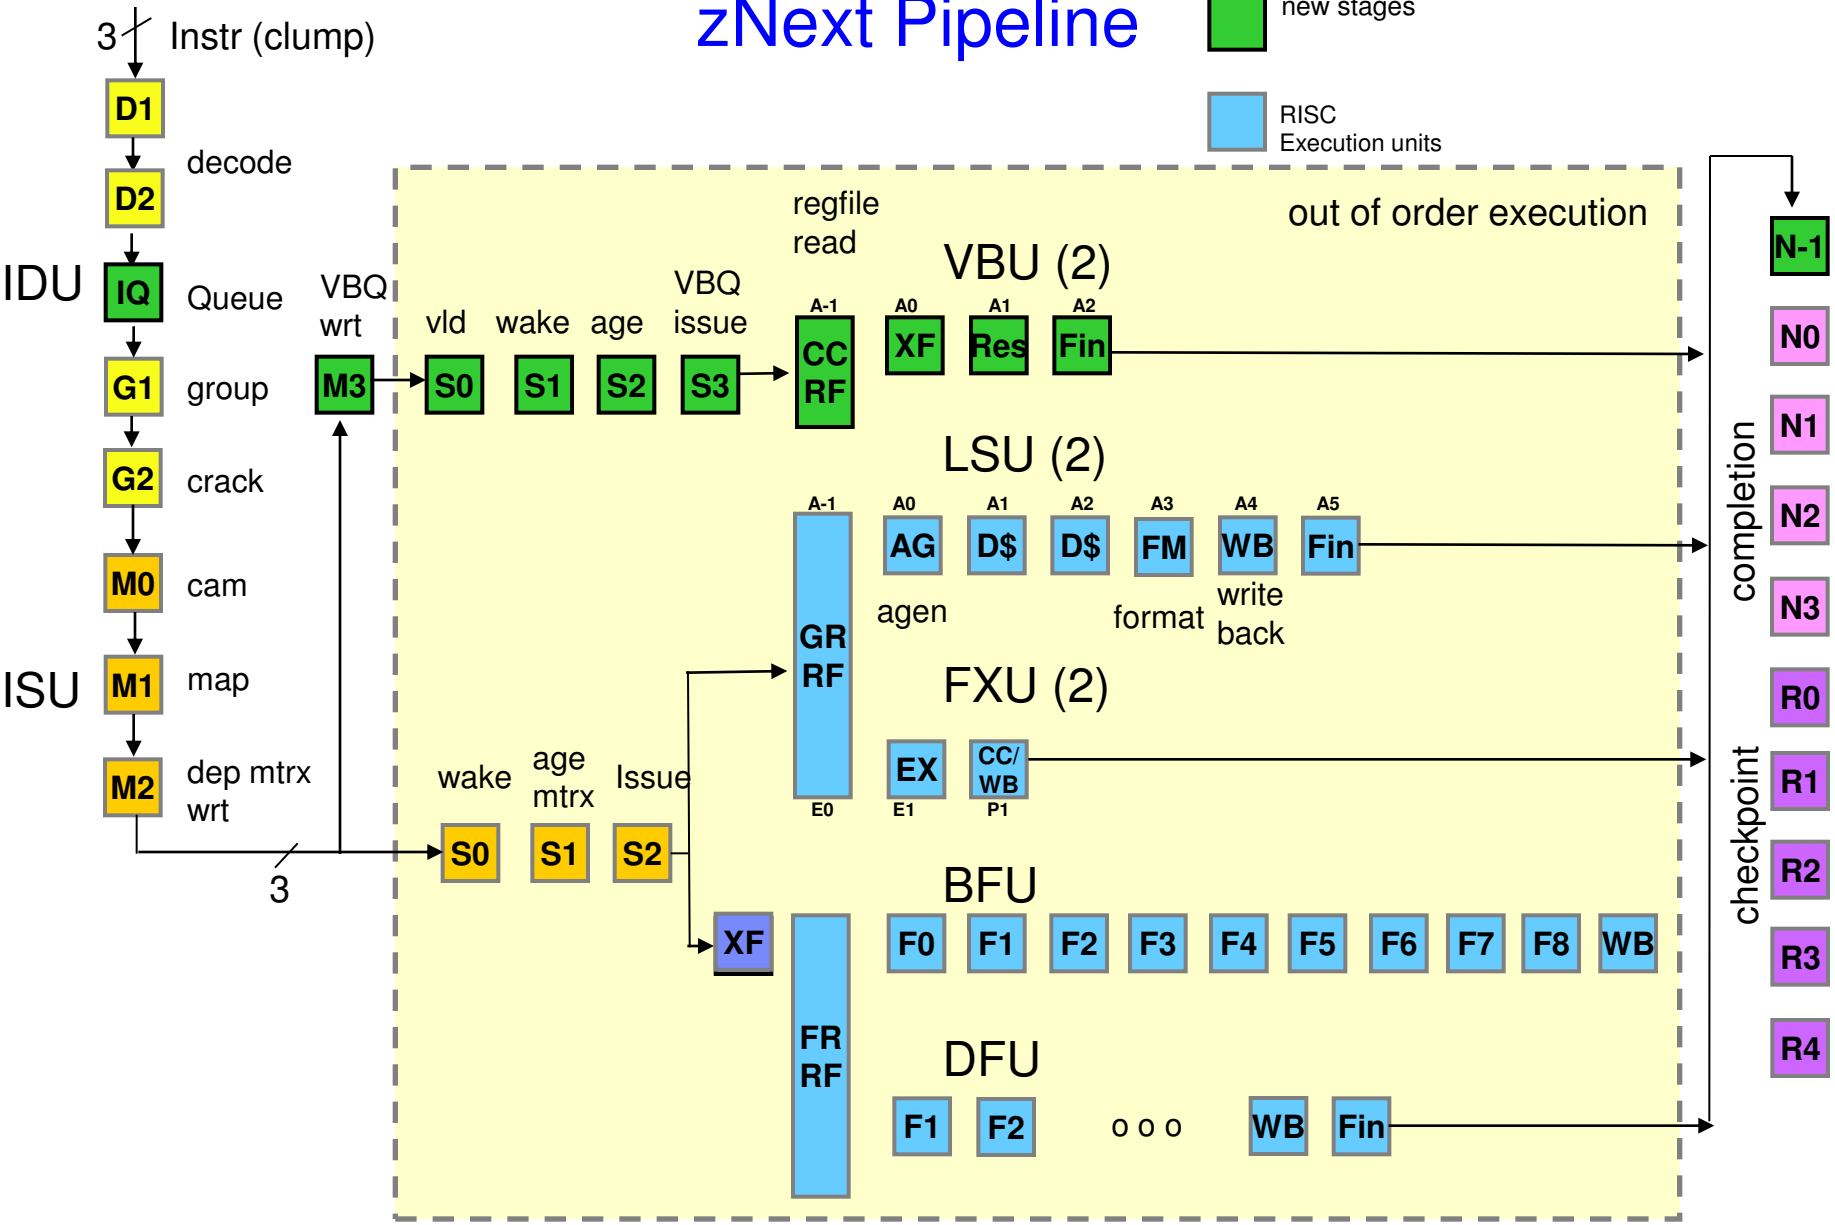 zNext Pipeline
new stages
RISC
Execution units
3
Instr (clump)
D1
decode
D2
IDU
IQ
Queue
G1
group
G2
crack
M0
cam
ISU
M1
map
M2
dep mtrx
wrt
3
VBQ
wrt
M3
out of order execution
vld
wake
age
VBQ
issue
S0
S1
S2
S3
regfile
read
VBU (2)
A-1
A0
A1
A2
CC
RF
XF
Res
Fin
LSU (2)
A-1
A0
A1
A2
A3
A4
A5
GR
RF
AG
D$
D$
FM
WB
Fin
agen
format
write
back
FXU (2)
EX
CC/
WB
E0
E1
P1
wake
age
mtrx
Issue
S0
S1
S2
BFU
XF
FR
RF
F0
F1
F2
F3
F4
F5
F6
F7
F8
WB
DFU
F1
F2
o o o
WB
Fin
completion
checkpoint
N-1
N0
N1
N2
N3
R0
R1
R2
R3
R4